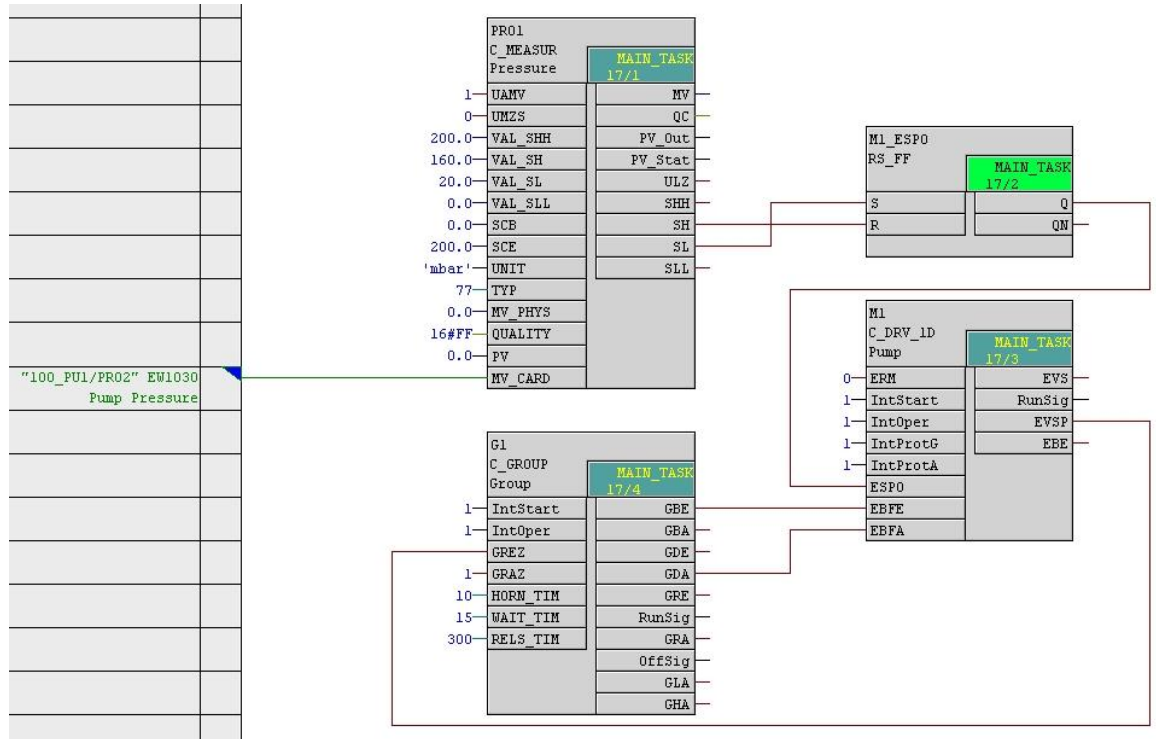 "100_PU1/PR02" EW1030
Pump Pressure
PR01
C_MEASUR
Pressure
MAIN_TASK
17/1
1 UAMV MV
0 UMZS QC
200.0 VAL_SHH PV_Out
160.0 VAL_SH PV_Stat
20.0 VAL_SL ULZ
0.0 VAL_SLL SHH
0.0 SCB SH
200.0 SCE SL
'mbar' UNIT SLL
77 TYP
0.0 MV_PHYS
16#FF QUALITY
0.0 PV
MV_CARD
M1_ESPO
RS_FF
MAIN_TASK
17/2
S Q
R QN
M1
C_DRV_1D
Pump
MAIN_TASK
17/3
0 ERM EVS
1 IntStart RunSig
1 IntOper EVSP
1 IntProtG EBE
1 IntProtA
ESPO
EBFE
EBFA
G1
C_GROUP
Group
MAIN_TASK
17/4
1 IntStart GBE
1 IntOper GBA
GREZ GDE
1 GRAZ GDA
10 HORN_TIM GRE
15 WAIT_TIM RunSig
300 RELS_TIM GRA
OffSig
GLA
GHA